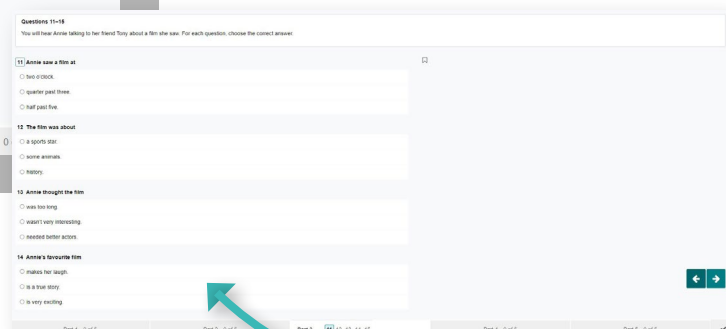 Questions 11–15
You will hear Annie talking to her friend Tony about a film she saw. For each question, choose the correct answer.
11 Annie saw a film at
two o'clock.
quarter past three.
half past five.
12 The film was about
a sports star.
some animals.
history.
13 Annie thought the film
was too long.
wasn't very interesting.
needed better actors.
14 Annie's favourite film
makes her laugh.
is a true story.
is very exciting.